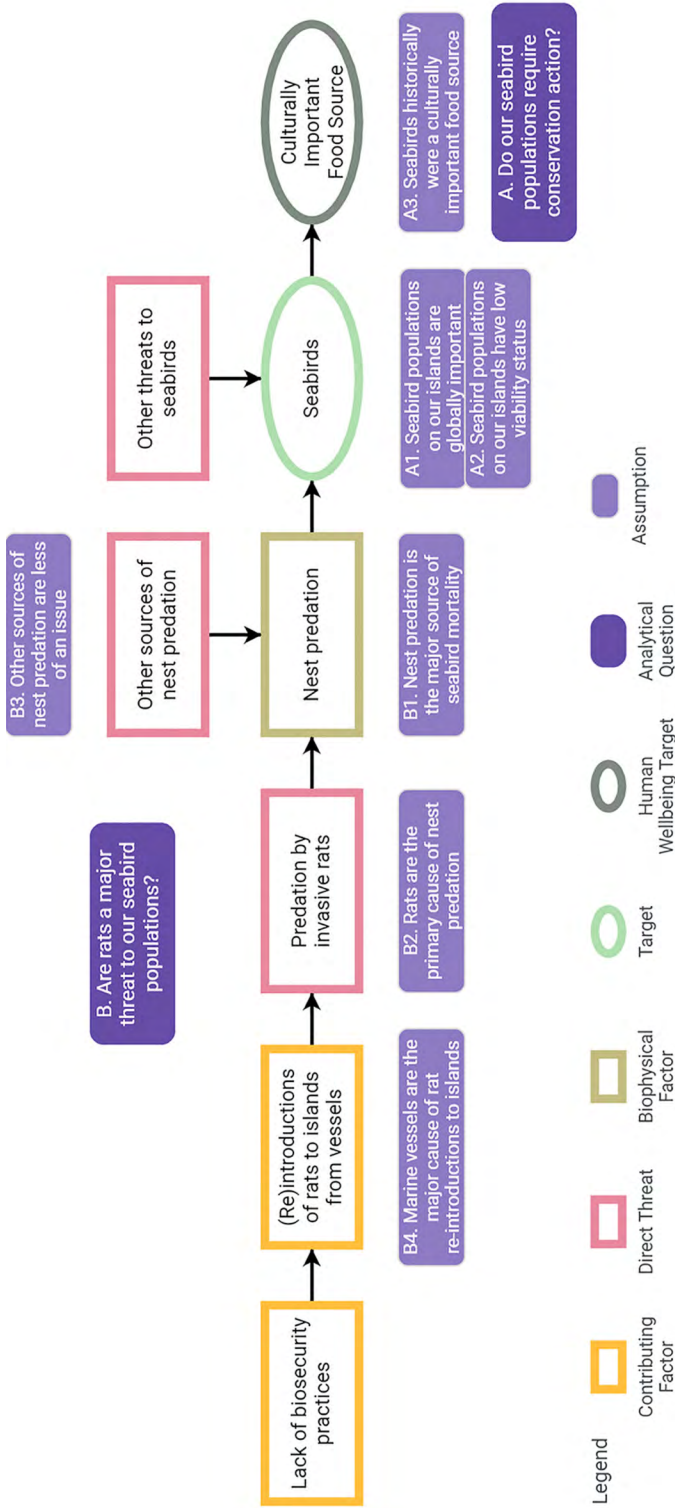 B3. Other sources of
nest predation are less
of an issue
B. Are rats a major
threat to our seabird
populations?
Other sources of
nest predation
Other threats to
seabirds
Lack of biosecurity
practices
(Re)introductions
of rats to islands
from vessels
Predation by
invasive rats
Nest predation
Seabirds
Culturally
Important
Food Source
B4. Marine vessels are the
major cause of rat
re-introductions to islands
B2. Rats are the
primary cause of nest
predation
B1. Nest predation is
the major source of
seabird mortality
A1. Seabird populations
on our islands are
globally important
A2. Seabird populations
on our islands have low
viability status
A3. Seabirds historically
were a culturally
important food source
A. Do our seabird
populations require
conservation action?
Legend
Contributing
Factor
Direct Threat
Biophysical
Factor
Target
Human
Wellbeing Target
Analytical
Question
Assumption